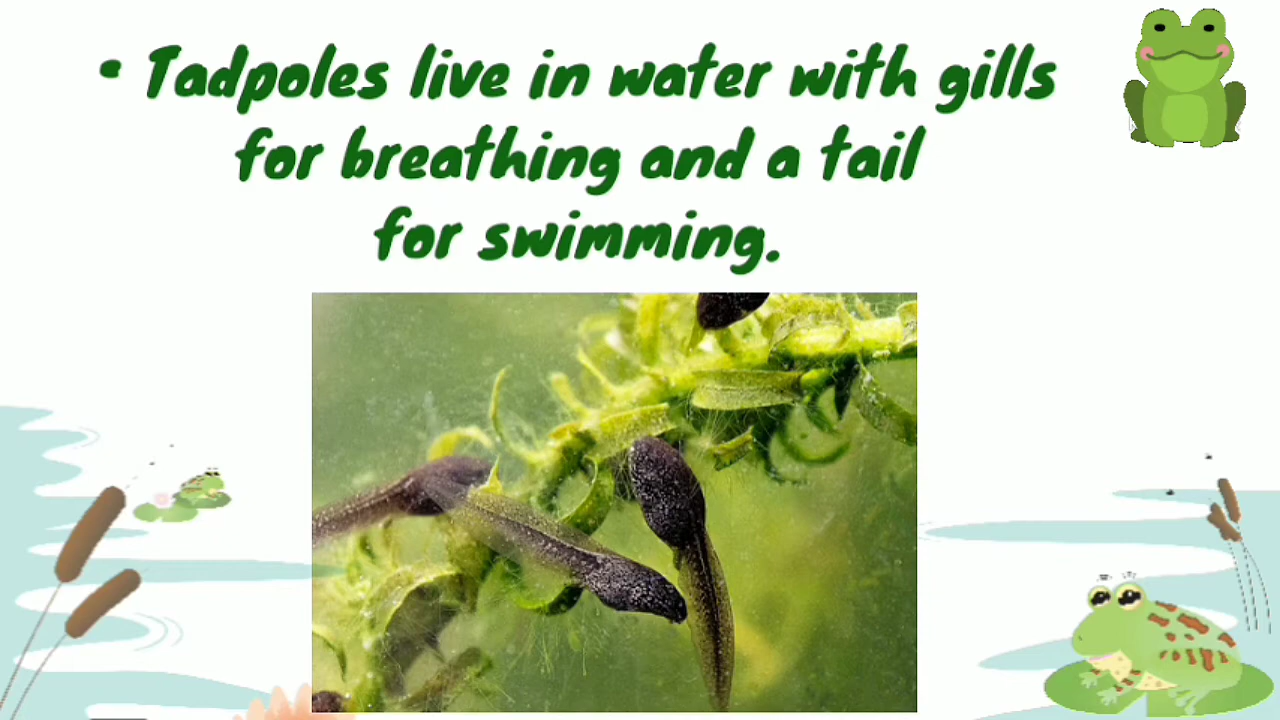 • Tadpoles live in water with gills
for breathing and a tail
for swimming.